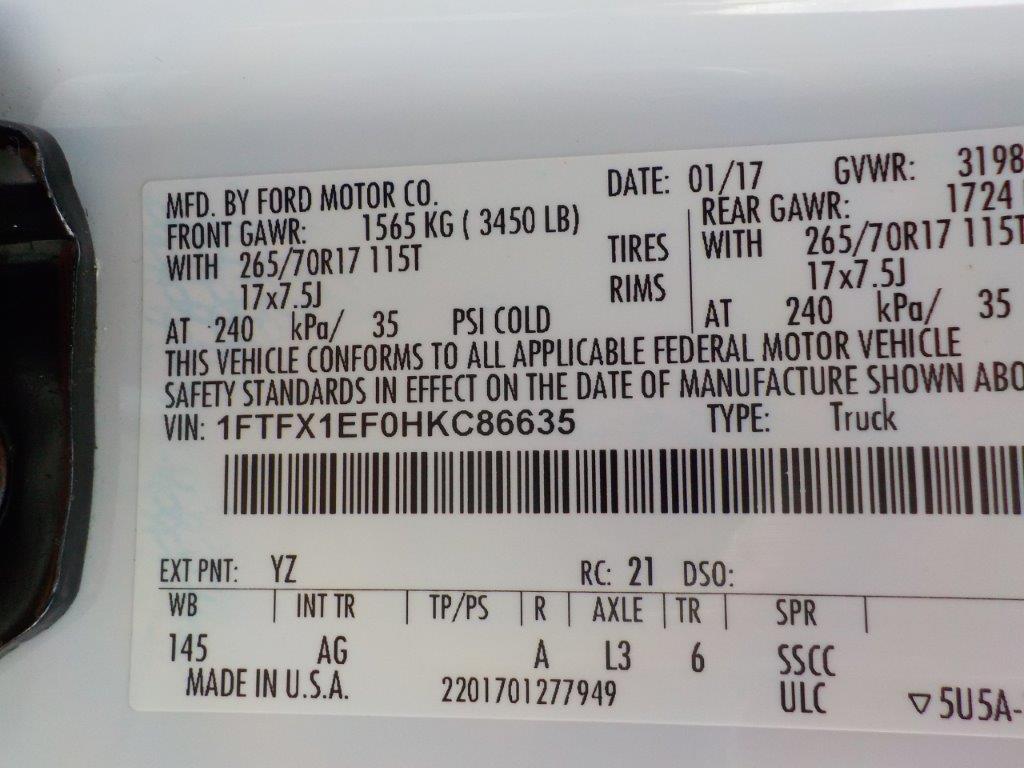 MFD. BY FORD MOTOR CO. DATE: 01/17 GVWR: 3198
FRONT GAWR: 1565 KG ( 3450 LB) REAR GAWR: 1724
WITH 265/70R17 115T TIRES WITH 265/70R17 115T
17x7.5J RIMS 17x7.5J
AT 240 kPa/ 35 PSI COLD AT 240 kPa/ 35
THIS VEHICLE CONFORMS TO ALL APPLICABLE FEDERAL MOTOR VEHICLE
SAFETY STANDARDS IN EFFECT ON THE DATE OF MANUFACTURE SHOWN ABO
VIN: 1FTFX1EF0HKC86635 TYPE: Truck
EXT PNT: YZ RC: 21 DSO:
WB INT TR TP/PS R AXLE TR SPR
145 AG A L3 6 SSCC
MADE IN U.S.A. 2201701277949 ULC ▽5U5A-